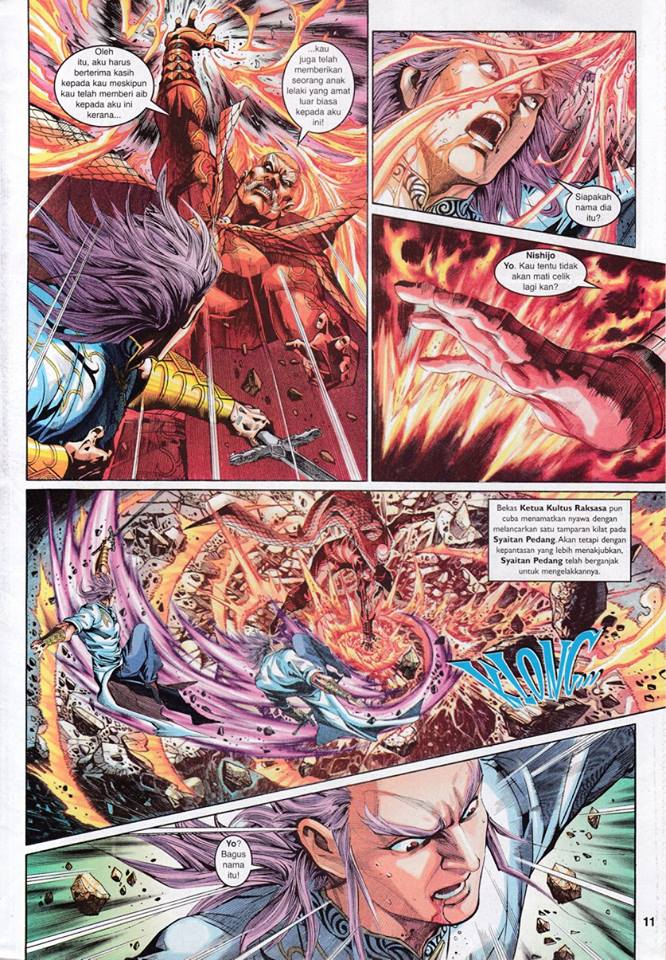 Oleh
itu, aku harus
berterima kasih
kepada kau meskipun
kau telah memberi aib
kepada aku ini
kerana...
...kau
juga telah
memberikan
seorang anak
lelaki yang amat
luar biasa
kepada aku
ini!
Siapakah
nama dia
itu?
Nishijo
Yo. Kau tentu tidak
akan mati celik
lagi kan?
Bekas Ketua Kultus Raksasa pun
cuba menamatkan nyawa dengan
melancarkan satu tamparan kilat pada
Syaitan Pedang. Akan tetapi dengan
kepantasan yang lebih menakjubkan,
Syaitan Pedang telah berganjak
untuk mengelakkannya.
KLONG...
Yo?
Bagus
nama
itu!
11